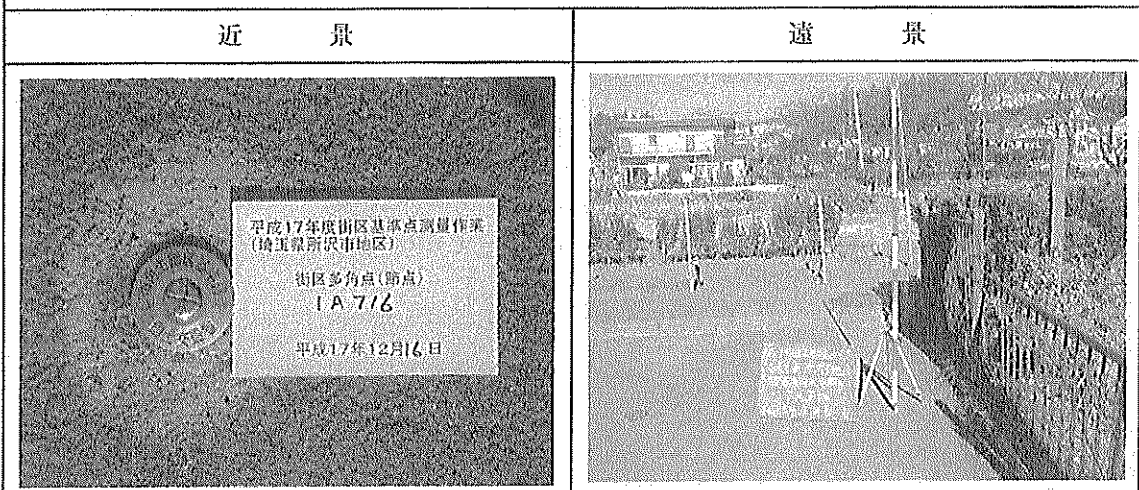 近 景
遠 景
平成17年度街区基準点測量作業
(埼玉県所沢市地区)
街区多角点(節点)
1A716
平成17年12月16日